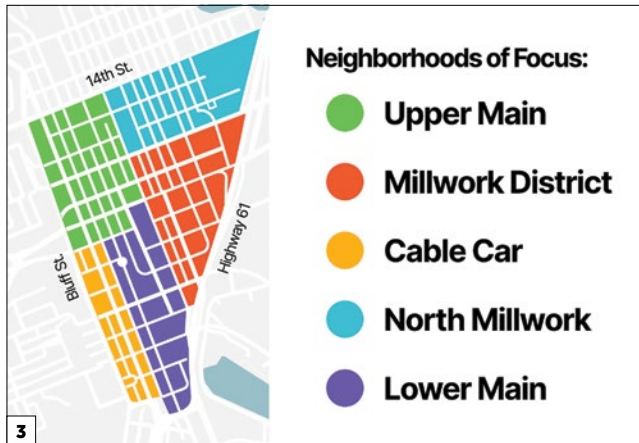 14th St.
Bluff St.
Highway 61
Neighborhoods of Focus:
Upper Main
Millwork District
Cable Car
North Millwork
Lower Main
3